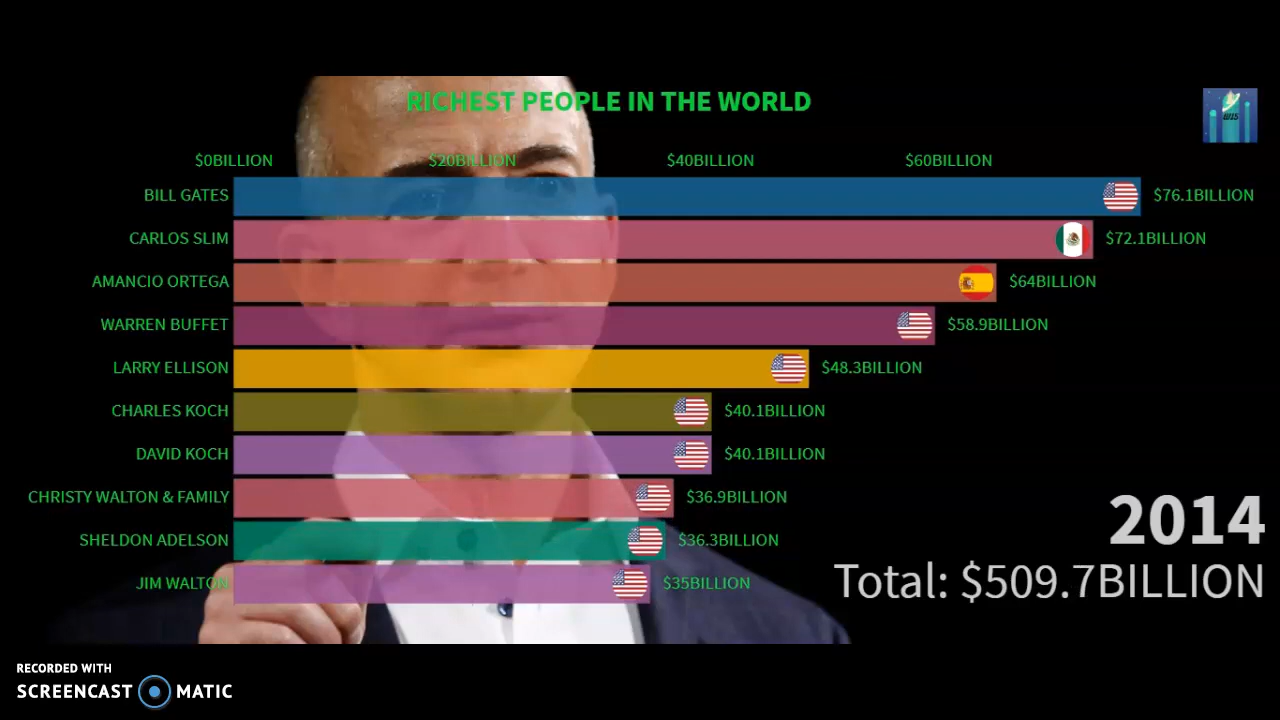 RICHEST PEOPLE IN THE WORLD
$0BILLION $20BILLION $40BILLION $60BILLION
BILL GATES $76.1BILLION
CARLOS SLIM $72.1BILLION
AMANCIO ORTEGA $64BILLION
WARREN BUFFET $58.9BILLION
LARRY ELLISON $48.3BILLION
CHARLES KOCH $40.1BILLION
DAVID KOCH $40.1BILLION
CHRISTY WALTON & FAMILY $36.9BILLION
SHELDON ADELSON $36.3BILLION
JIM WALTON $35BILLION
2014
Total: $509.7BILLION
RECORDED WITH
SCREENCAST MATIC